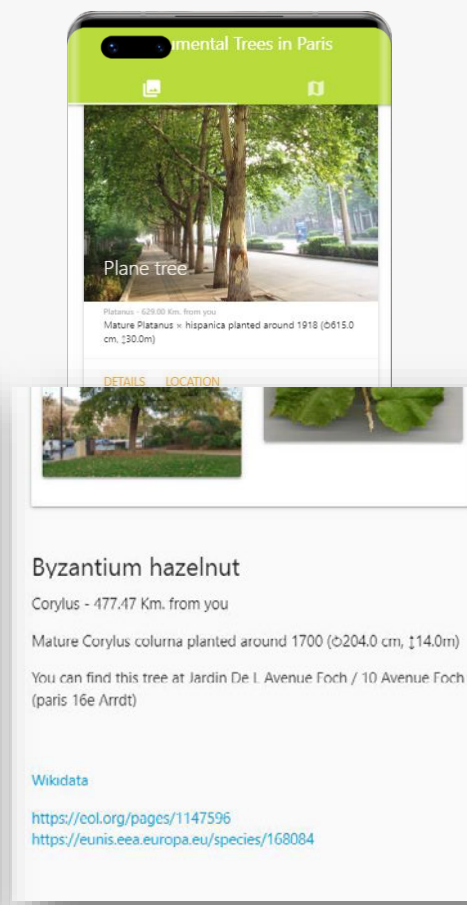 umental Trees in Paris
Plane tree
Platanus - 629.00 Km. from you
Mature Platanus × hispanica planted around 1918 (⥀615.0
cm, ↕30.0m)
DETAILS LOCATION
Byzantium hazelnut
Corylus - 477.47 Km. from you
Mature Corylus colurna planted around 1700 (⥀204.0 cm, ↕14.0m)
You can find this tree at Jardin De L Avenue Foch / 10 Avenue Foch
(paris 16e Arrdt)
Wikidata
https://eol.org/pages/1147596
https://eunis.eea.europa.eu/species/168084